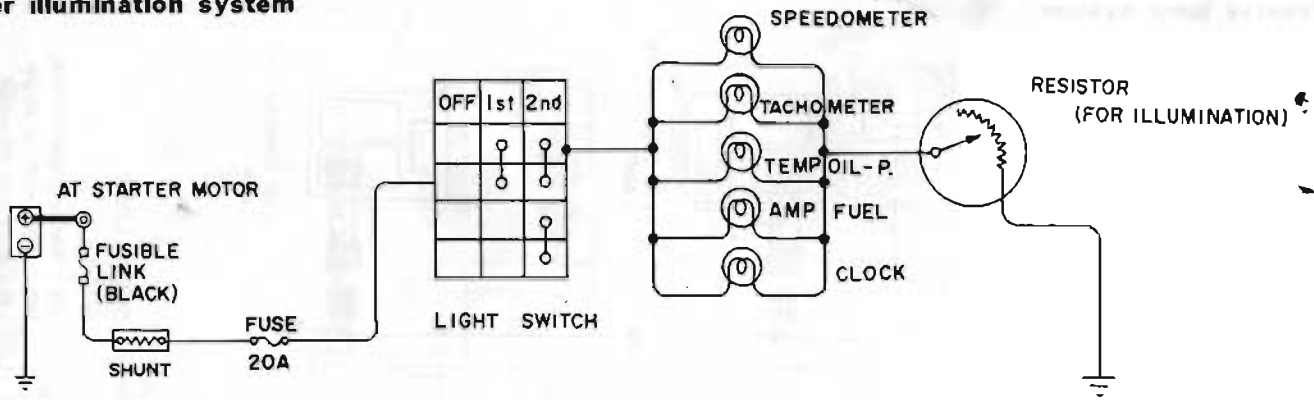 er illumination system
SPEEDOMETER
TACHOMETER
TEMP OIL-P.
AMP FUEL
CLOCK
RESISTOR
(FOR ILLUMINATION)
OFF 1st 2nd
LIGHT SWITCH
AT STARTER MOTOR
FUSIBLE
LINK
(BLACK)
SHUNT
FUSE
20A